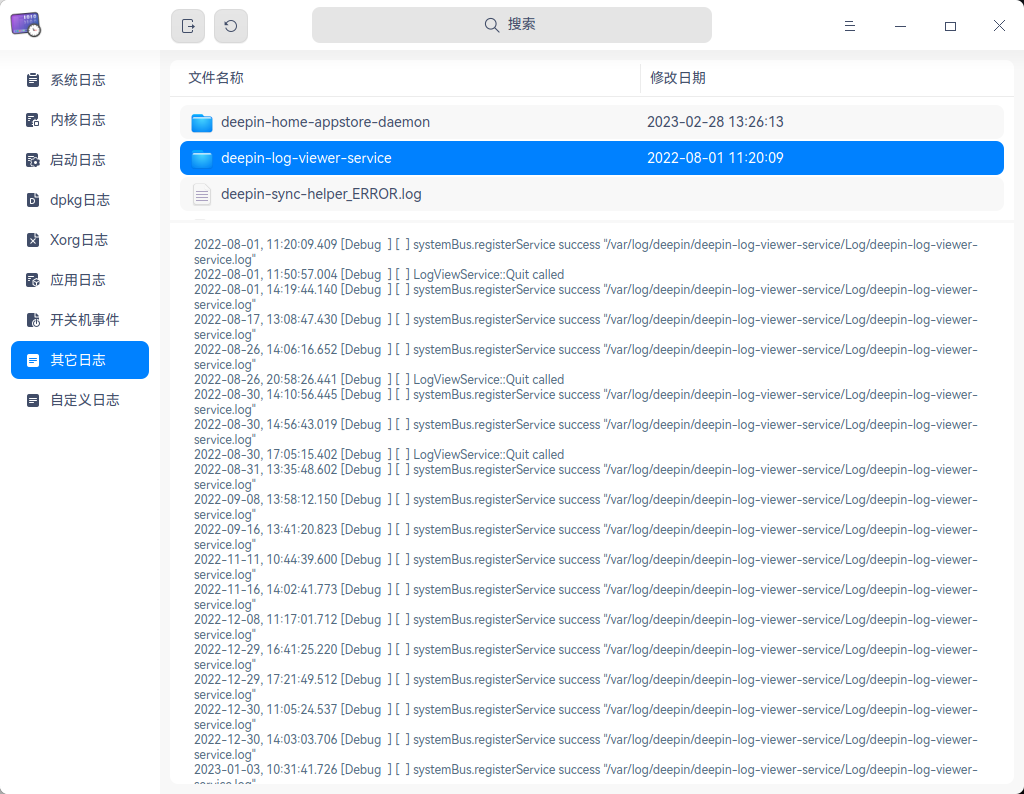 搜索
系统日志
内核日志
启动日志
dpkg日志
Xorg日志
应用日志
开关机事件
其它日志
自定义日志
文件名称 修改日期
deepin-home-appstore-daemon 2023-02-28 13:26:13
deepin-log-viewer-service 2022-08-01 11:20:09
deepin-sync-helper_ERROR.log
2022-08-01, 11:20:09.409 [Debug  ] [  ] systemBus.registerService success "/var/log/deepin/deepin-log-viewer-service/Log/deepin-log-viewer-
service.log"
2022-08-01, 11:50:57.004 [Debug  ] [  ] LogViewService::Quit called
2022-08-01, 14:19:44.140 [Debug  ] [  ] systemBus.registerService success "/var/log/deepin/deepin-log-viewer-service/Log/deepin-log-viewer-
service.log"
2022-08-17, 13:08:47.430 [Debug  ] [  ] systemBus.registerService success "/var/log/deepin/deepin-log-viewer-service/Log/deepin-log-viewer-
service.log"
2022-08-26, 14:06:16.652 [Debug  ] [  ] systemBus.registerService success "/var/log/deepin/deepin-log-viewer-service/Log/deepin-log-viewer-
service.log"
2022-08-26, 20:58:26.441 [Debug  ] [  ] LogViewService::Quit called
2022-08-30, 14:10:56.445 [Debug  ] [  ] systemBus.registerService success "/var/log/deepin/deepin-log-viewer-service/Log/deepin-log-viewer-
service.log"
2022-08-30, 14:56:43.019 [Debug  ] [  ] systemBus.registerService success "/var/log/deepin/deepin-log-viewer-service/Log/deepin-log-viewer-
service.log"
2022-08-30, 17:05:15.402 [Debug  ] [  ] LogViewService::Quit called
2022-08-31, 13:35:48.602 [Debug  ] [  ] systemBus.registerService success "/var/log/deepin/deepin-log-viewer-service/Log/deepin-log-viewer-
service.log"
2022-09-08, 13:58:12.150 [Debug  ] [  ] systemBus.registerService success "/var/log/deepin/deepin-log-viewer-service/Log/deepin-log-viewer-
service.log"
2022-09-16, 13:41:20.823 [Debug  ] [  ] systemBus.registerService success "/var/log/deepin/deepin-log-viewer-service/Log/deepin-log-viewer-
service.log"
2022-11-11, 10:44:39.600 [Debug  ] [  ] systemBus.registerService success "/var/log/deepin/deepin-log-viewer-service/Log/deepin-log-viewer-
service.log"
2022-11-16, 14:02:41.773 [Debug  ] [  ] systemBus.registerService success "/var/log/deepin/deepin-log-viewer-service/Log/deepin-log-viewer-
service.log"
2022-12-08, 11:17:01.712 [Debug  ] [  ] systemBus.registerService success "/var/log/deepin/deepin-log-viewer-service/Log/deepin-log-viewer-
service.log"
2022-12-29, 16:41:25.220 [Debug  ] [  ] systemBus.registerService success "/var/log/deepin/deepin-log-viewer-service/Log/deepin-log-viewer-
service.log"
2022-12-29, 17:21:49.512 [Debug  ] [  ] systemBus.registerService success "/var/log/deepin/deepin-log-viewer-service/Log/deepin-log-viewer-
service.log"
2022-12-30, 11:05:24.537 [Debug  ] [  ] systemBus.registerService success "/var/log/deepin/deepin-log-viewer-service/Log/deepin-log-viewer-
service.log"
2022-12-30, 14:03:03.706 [Debug  ] [  ] systemBus.registerService success "/var/log/deepin/deepin-log-viewer-service/Log/deepin-log-viewer-
service.log"
2023-01-03, 10:31:41.726 [Debug  ] [  ] systemBus.registerService success "/var/log/deepin/deepin-log-viewer-service/Log/deepin-log-viewer-
service.log"